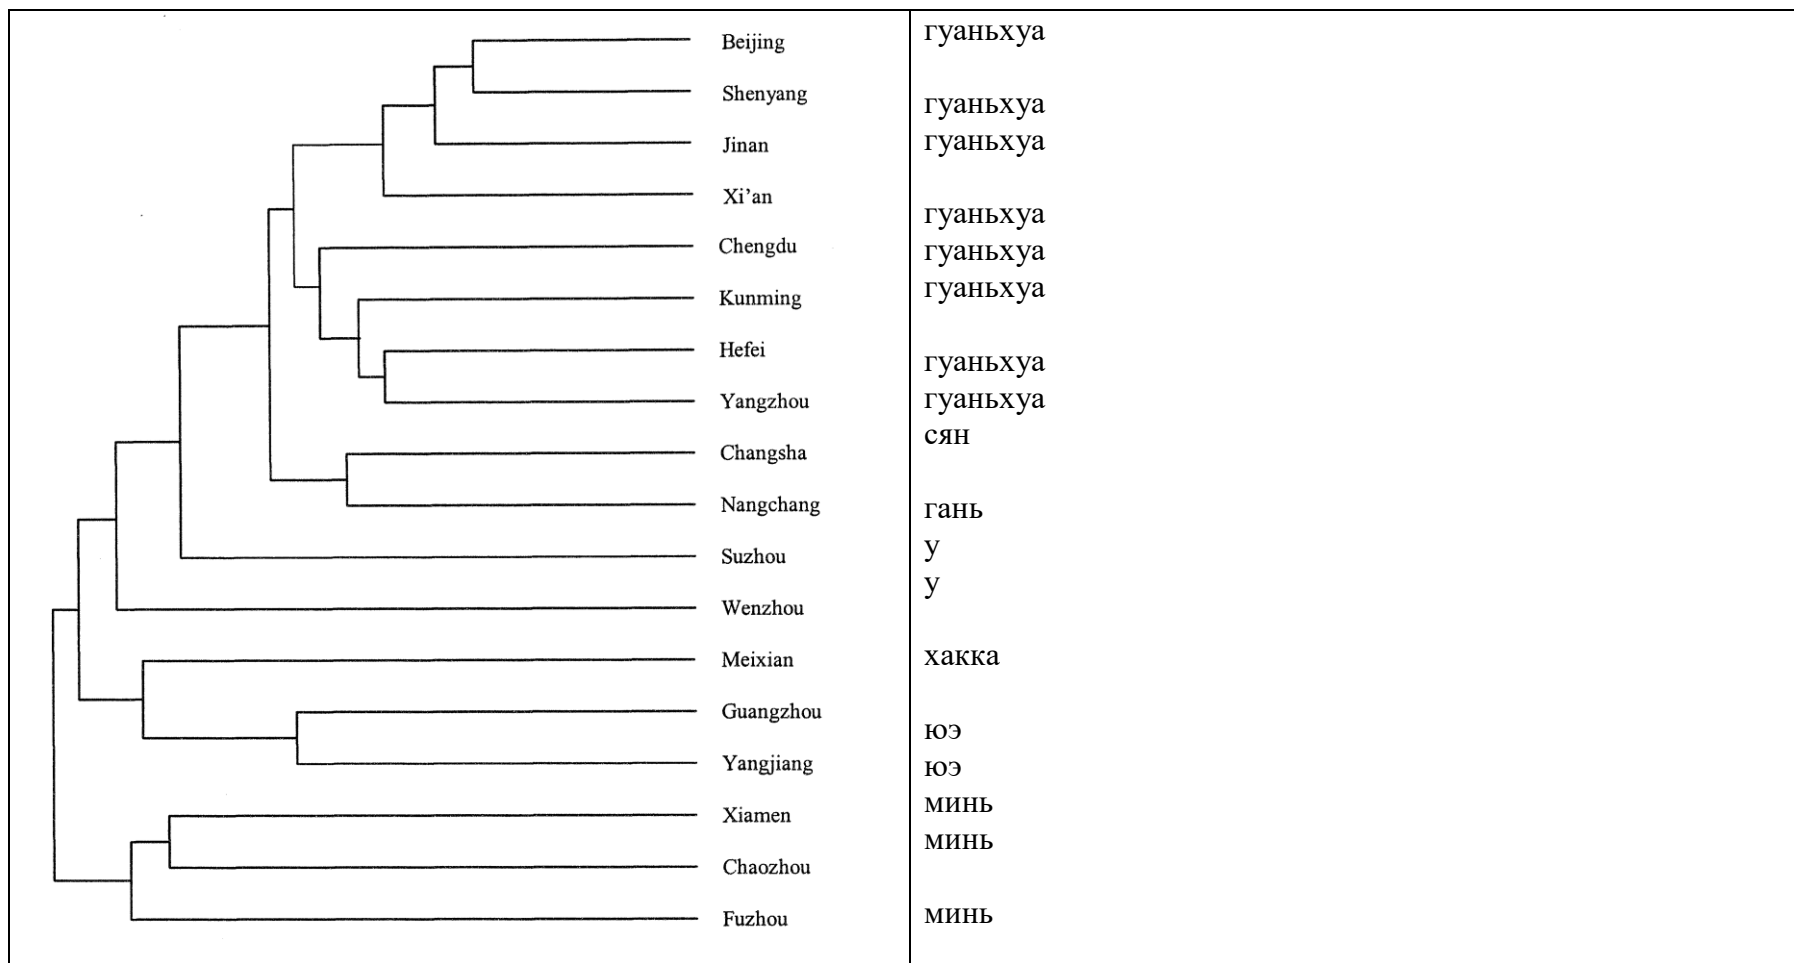 Beijing
Shenyang
Jinan
Xi’an
Chengdu
Kunming
Hefei
Yangzhou
Changsha
Nangchang
Suzhou
Wenzhou
Meixian
Guangzhou
Yangjiang
Xiamen
Chaozhou
Fuzhou
гуаньхуа
гуаньхуа
гуаньхуа
гуаньхуа
гуаньхуа
гуаньхуа
гуаньхуа
гуаньхуа
сян
гань
у
у
хакка
юэ
юэ
минь
минь
минь